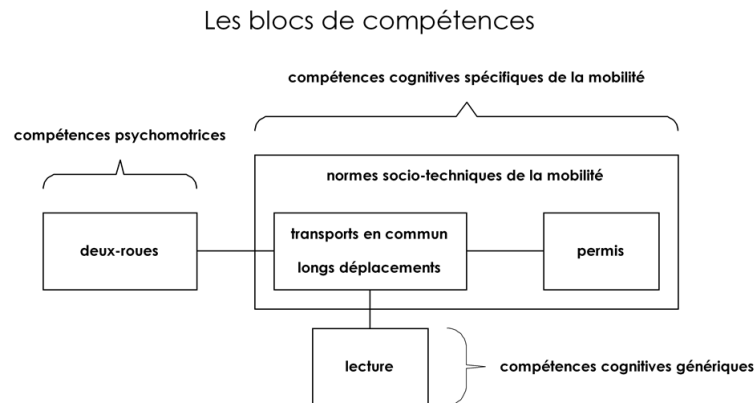 Les blocs de compétences
compétences cognitives spécifiques de la mobilité
compétences psychomotrices
normes socio-techniques de la mobilité
deux-roues
transports en commun
longs déplacements
permis
lecture
compétences cognitives génériques